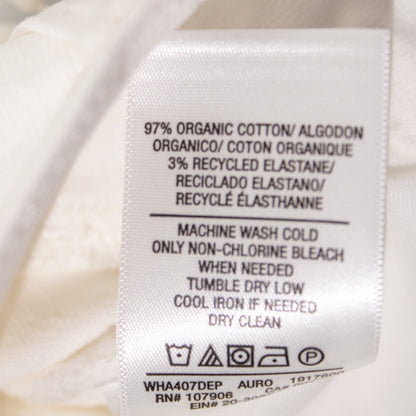 97% ORGANIC COTTON/ ALGODON
ORGANICO/ COTON ORGANIQUE
3% RECYCLED ELASTANE/
RECICLADO ELASTANO/
RECYCLÉ ÉLASTHANNE
MACHINE WASH COLD
ONLY NON-CHLORINE BLEACH
WHEN NEEDED
TUMBLE DRY LOW
COOL IRON IF NEEDED
DRY CLEAN
P
WHA407DEP AURO
RN# 107906
EIN#